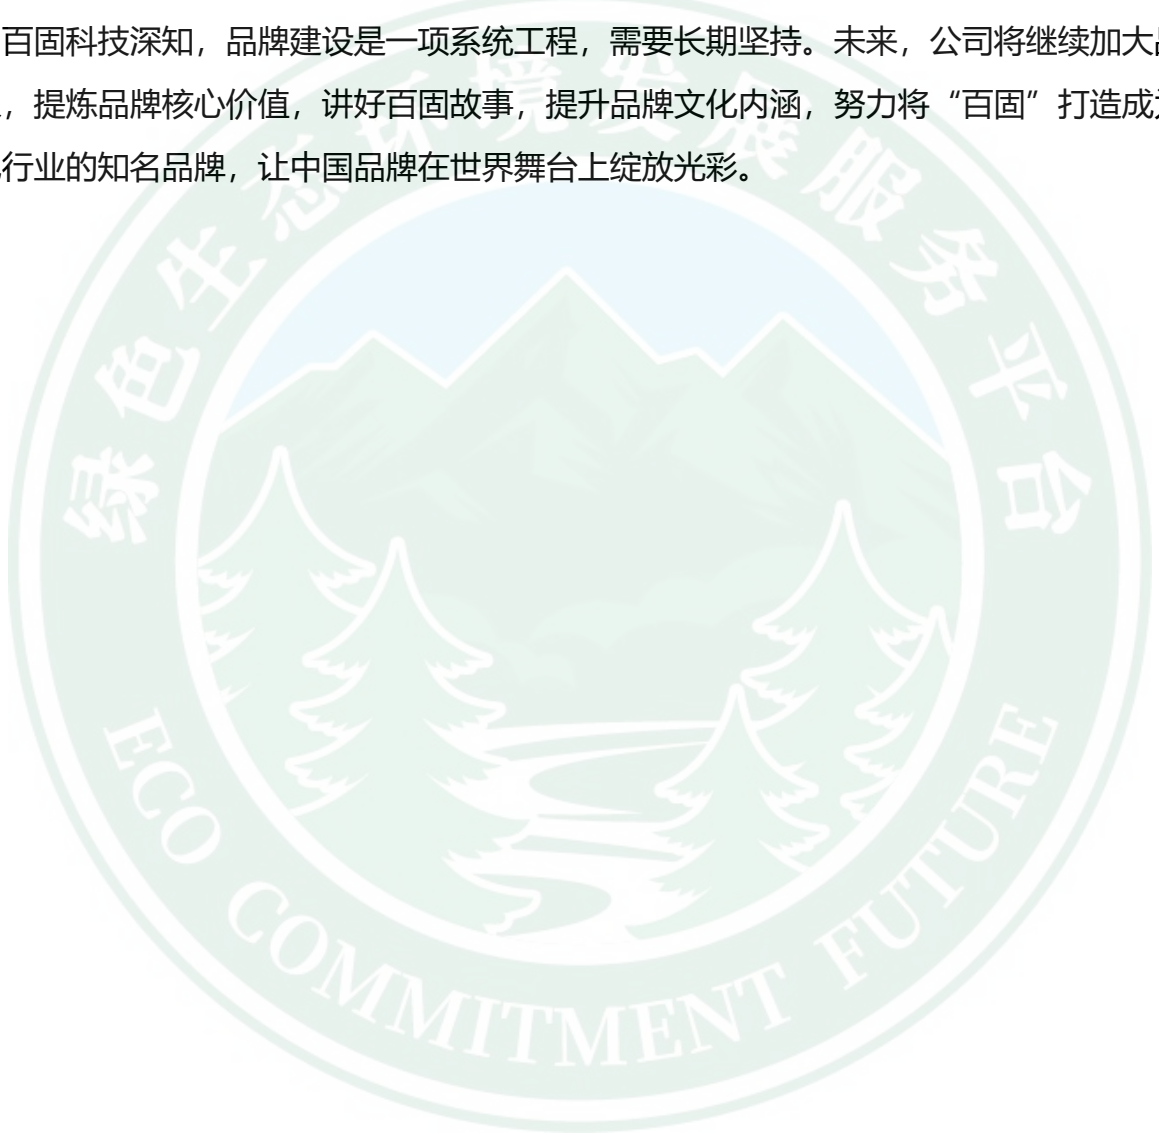 百固科技深知，品牌建设是一项系统工程，需要长期坚持。未来，公司将继续加大
，提炼品牌核心价值，讲好百固故事，提升品牌文化内涵，努力将“百固”打造成
行业的知名品牌，让中国品牌在世界舞台上绽放光彩。
绿色生态环境发展服务平台
ECO COMMITMENT FUTURE